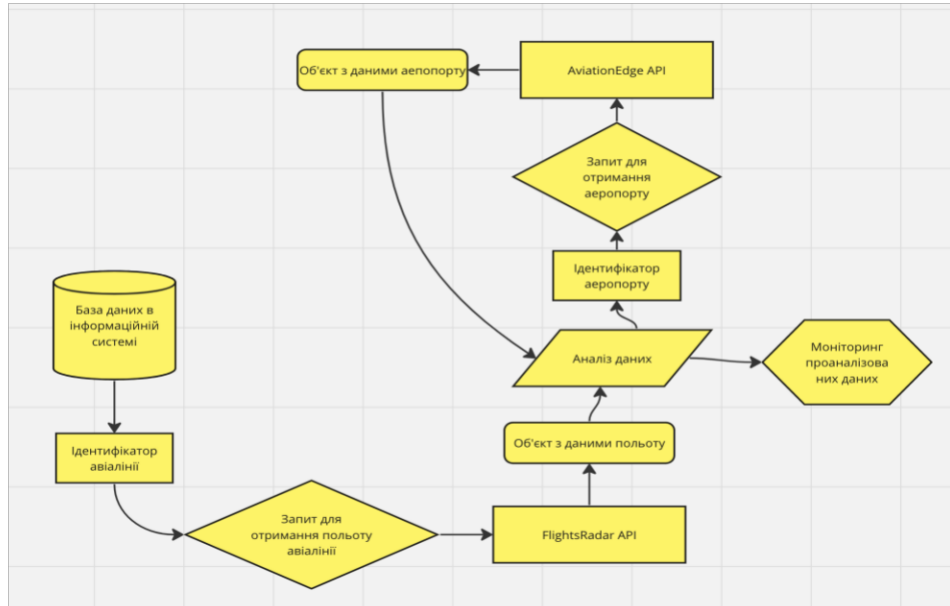 Об'єкт з даними аепопорту
AviationEdge API
Запит для
отримання
аеропорту
Ідентифікатор
аеропорту
База даних в
інформаційній
системі
Аналіз даних
Моніторинг
проаналізова
них даних
Об'єкт з даними польоту
Ідентифікатор
авіалінії
Запит для
отримання польоту
авіалінії
FlightsRadar API